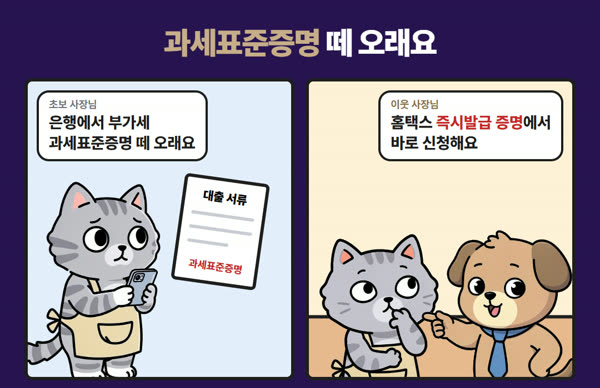 과세표준증명 떼 오래요
초보 사장님
은행에서 부가세
과세표준증명 떼 오래요
대출 서류
과세표준증명
이웃 사장님
홈택스 즉시발급 증명에서
바로 신청해요